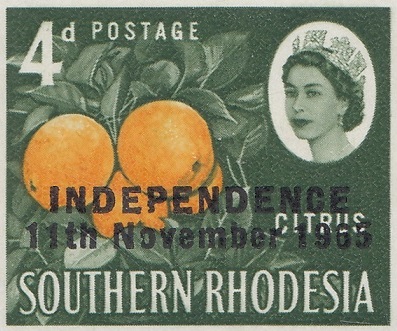 4d POSTAGE
INDEPENDENCE
CITRUS
11th November 1965
SOUTHERN RHODESIA